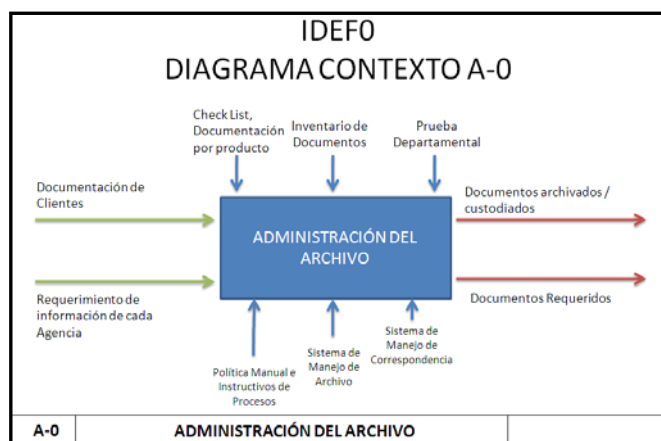 IDEF0
DIAGRAMA CONTEXTO A-0
Check List,
Documentación
por producto
Inventario de
Documentos
Prueba
Departamental
Documentación de
Clientes
Documentos archivados /
custodiados
ADMINISTRACIÓN DEL
ARCHIVO
Requerimiento de
información de cada
Agencia
Documentos Requeridos
Política Manual e
Instructivos de
Procesos
Sistema de
Manejo de
Archivo
Sistema de
Manejo de
Correspondencia
A-0
ADMINISTRACIÓN DEL ARCHIVO